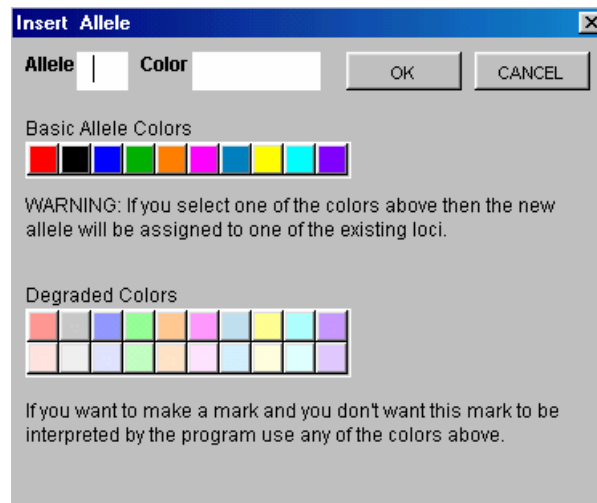 Insert Allele
Allele Color OK CANCEL
Basic Allele Colors
WARNING: If you select one of the colors above then the new
allele will be assigned to one of the existing loci.
Degraded Colors
If you want to make a mark and you don't want this mark to be
interpreted by the program use any of the colors above.